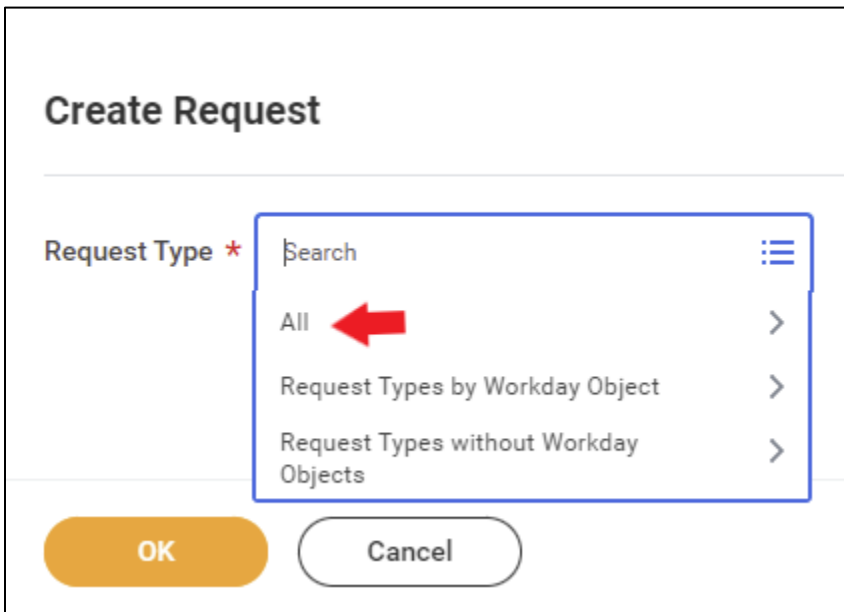 Create Request
Request Type *
Search
All
Request Types by Workday Object
Request Types without Workday
Objects
OK
Cancel